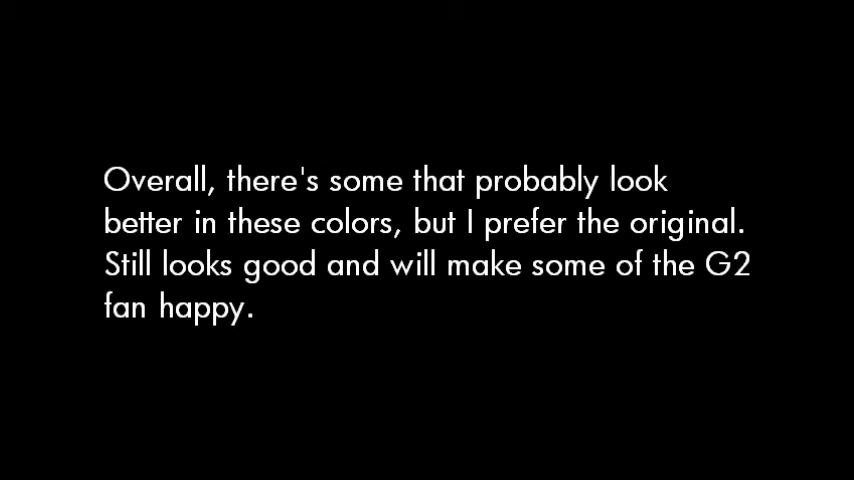 Overall, there's some that probably look
better in these colors, but I prefer the original.
Still looks good and will make some of the G2
fan happy.